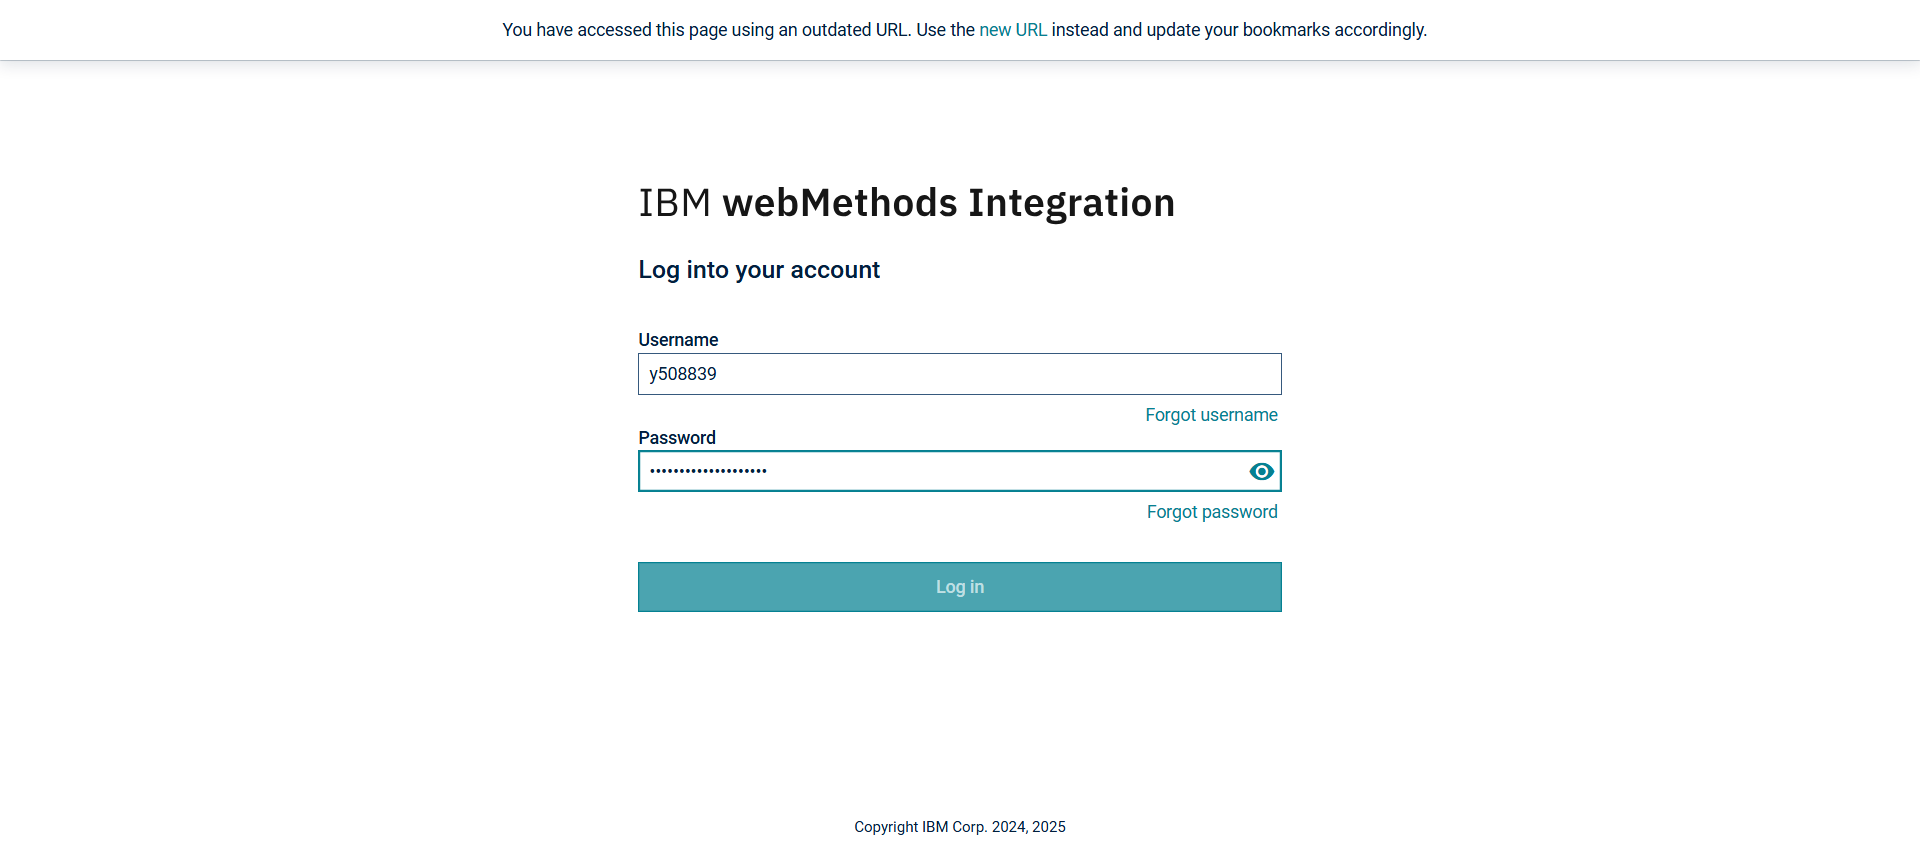 You have accessed this page using an outdated URL. Use the new URL instead and update your bookmarks accordingly.
IBM webMethods Integration
Log into your account
Username
y508839
Forgot username
Password
••••••••••••••••••••
Forgot password
Log in
Copyright IBM Corp. 2024, 2025